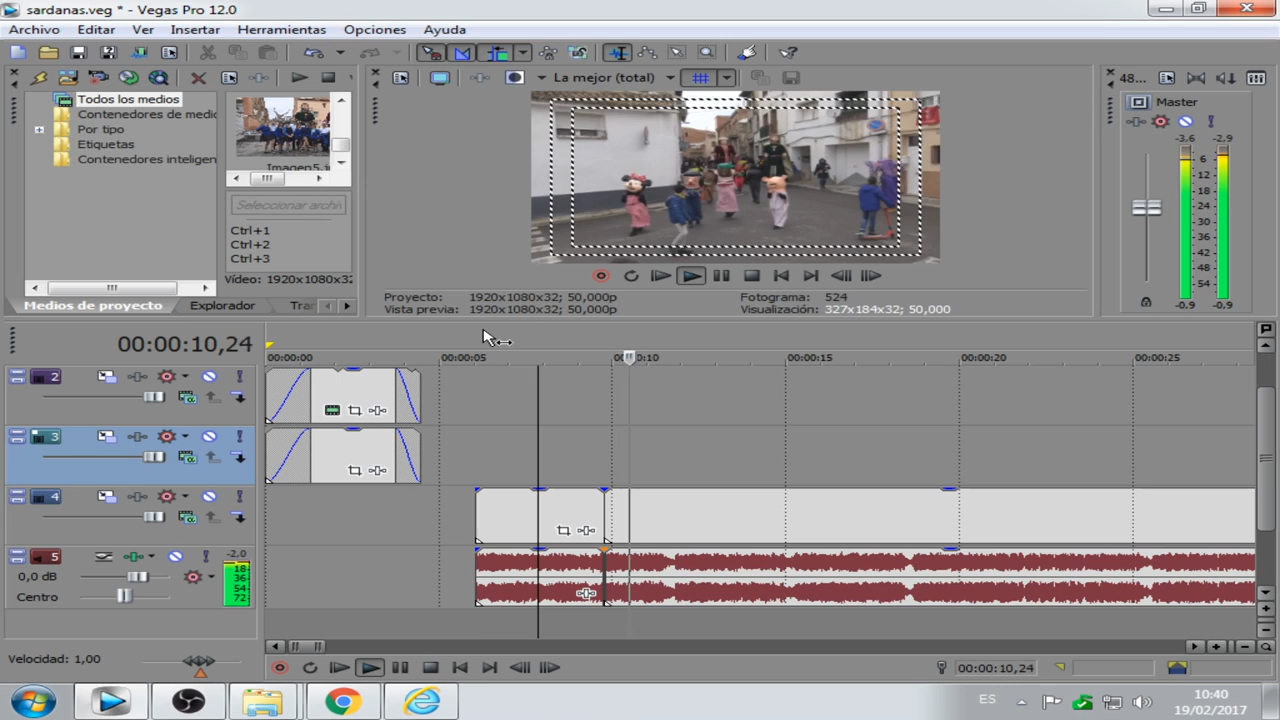 sardanas.veg * - Vegas Pro 12.0
Archivo Editar Ver Insertar Herramientas Opciones Ayuda
La mejor (total)
48...
Todos los medios
Contenedores de medic
Por tipo
Etiquetas
Contenedores inteligen
Imagen5.j
Seleccionar archi
Ctrl+1
Ctrl+2
Ctrl+3
Vídeo: 1920x1080x32
Medios de proyecto Explorador Trar
Proyecto: 1920x1080x32; 50,000p
Vista previa: 1920x1080x32; 50,000p
Fotograma: 524
Visualización: 327x184x32; 50,000
Master
-3.6 -2.9
6
12
18
24
30
36
42
48
54
-0.9 -0.9
00:00:10,24
00:00:00 00:00:05 00:00:10 00:00:15 00:00:20 00:00:25
2
3
4
5
-2.0
18
36
54
72
0,0 dB
Centro
Velocidad: 1,00
00:00:10,24
ES
10:40
19/02/2017